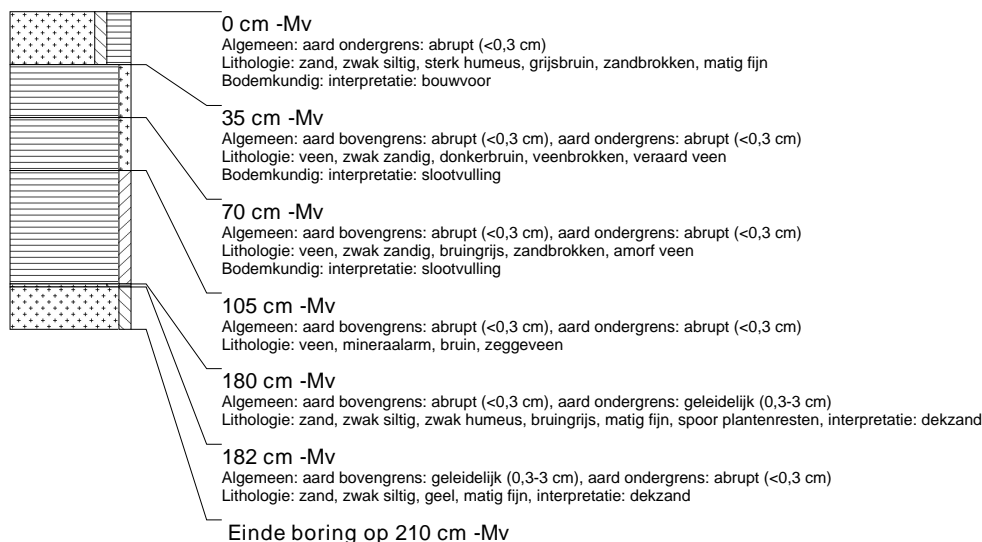 0 cm -Mv
Algemeen: aard ondergrens: abrupt (<0,3 cm)
Lithologie: zand, zwak siltig, sterk humeus, grijsbruin, zandbrokken, matig fijn
Bodemkundig: interpretatie: bouwvoor
35 cm -Mv
Algemeen: aard bovengrens: abrupt (<0,3 cm), aard ondergrens: abrupt (<0,3 cm)
Lithologie: veen, zwak zandig, donkerbruin, veenbrokken, veraard veen
Bodemkundig: interpretatie: slootvulling
70 cm -Mv
Algemeen: aard bovengrens: abrupt (<0,3 cm), aard ondergrens: abrupt (<0,3 cm)
Lithologie: veen, zwak zandig, bruingrijs, zandbrokken, amorf veen
Bodemkundig: interpretatie: slootvulling
105 cm -Mv
Algemeen: aard bovengrens: abrupt (<0,3 cm), aard ondergrens: abrupt (<0,3 cm)
Lithologie: veen, mineraalarm, bruin, zeggeveen
180 cm -Mv
Algemeen: aard bovengrens: abrupt (<0,3 cm), aard ondergrens: geleidelijk (0,3-3 cm)
Lithologie: zand, zwak siltig, zwak humeus, bruingrijs, matig fijn, spoor plantenresten, interpretatie: dekzand
182 cm -Mv
Algemeen: aard bovengrens: geleidelijk (0,3-3 cm), aard ondergrens: abrupt (<0,3 cm)
Lithologie: zand, zwak siltig, geel, matig fijn, interpretatie: dekzand
Einde boring op 210 cm -Mv